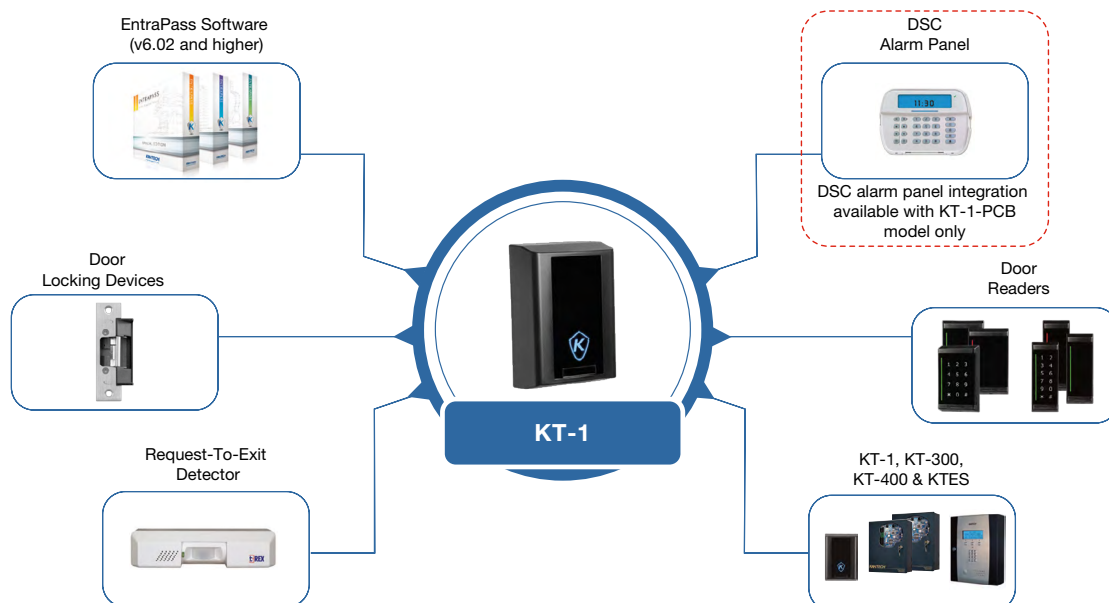 EntraPass Software
(v6.02 and higher)
DSC
Alarm Panel
11:30
DSC alarm panel integration
available with KT-1-PCB
model only
Door
Locking Devices
Door
Readers
K
KT-1
Request-To-Exit
Detector
KT-1, KT-300,
KT-400 & KTES